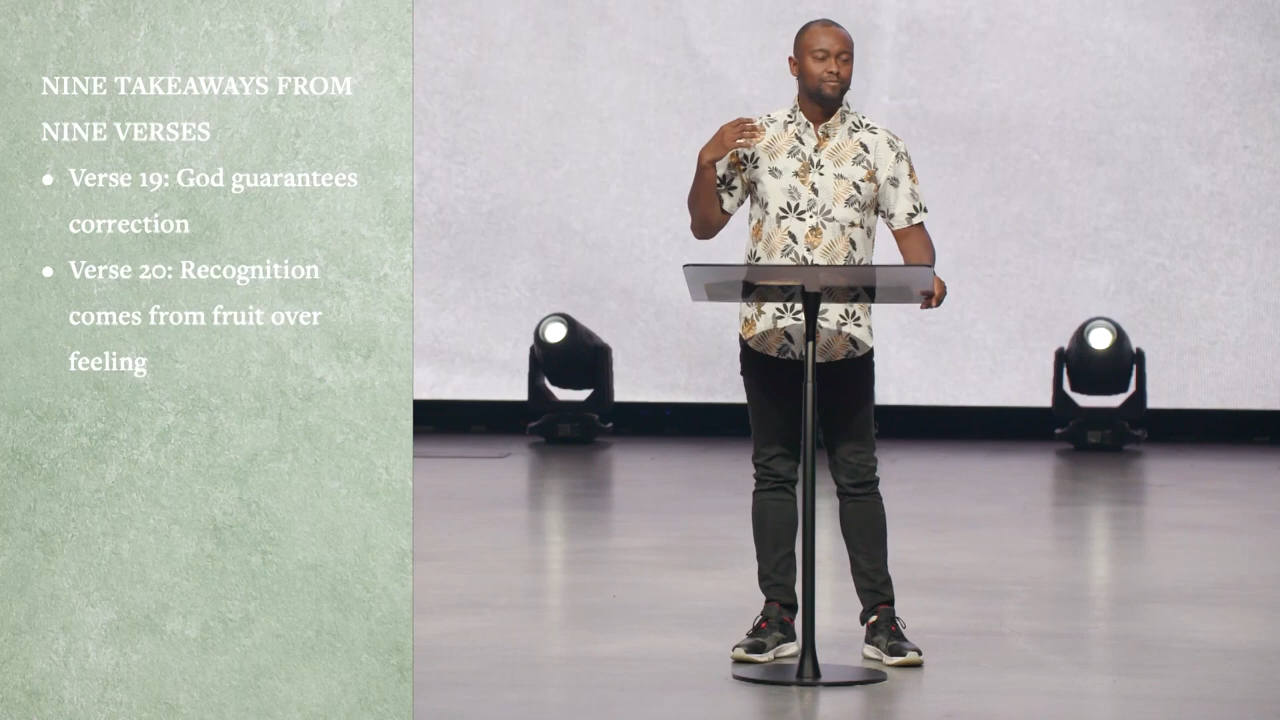 NINE TAKEAWAYS FROM
NINE VERSES
● Verse 19: God guarantees
correction
● Verse 20: Recognition
comes from fruit over
feeling